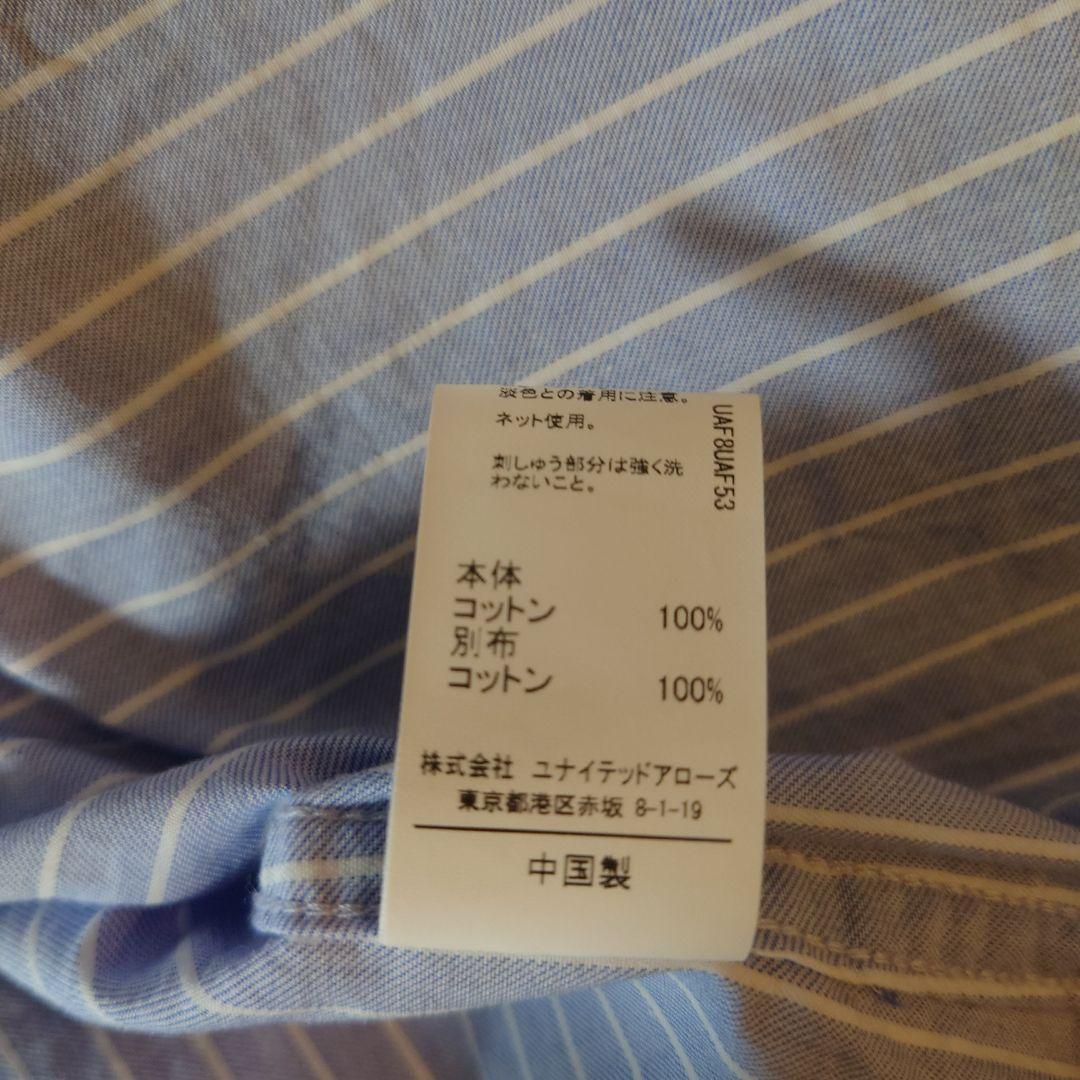 淡色との着用に注意。
ネット使用。
刺しゅう部分は強く洗
わないこと。
UAF8UAF53
本体
コットン 100%
別布
コットン 100%
株式会社 ユナイテッドアローズ
東京都港区赤坂 8-1-19
中国製